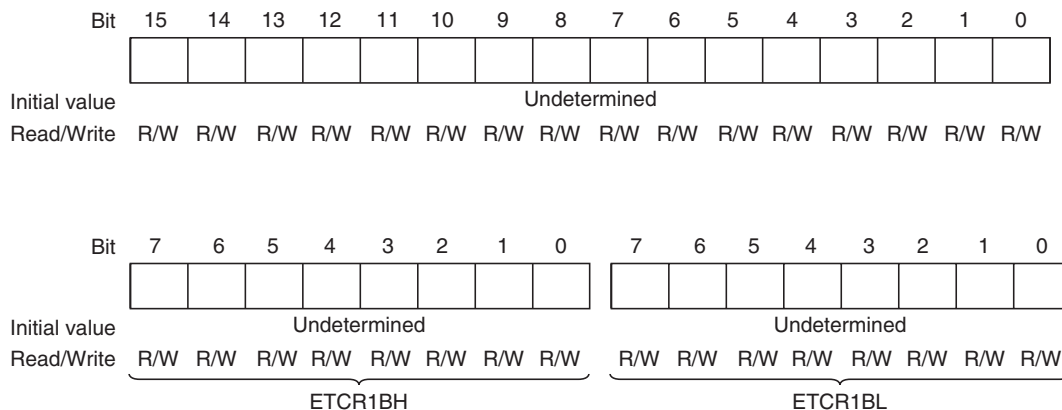 Bit 15 14 13 12 11 10 9 8 7 6 5 4 3 2 1 0
Initial value Undetermined
Read/Write R/W R/W R/W R/W R/W R/W R/W R/W R/W R/W R/W R/W R/W R/W R/W R/W
Bit 7 6 5 4 3 2 1 0 7 6 5 4 3 2 1 0
Initial value Undetermined Undetermined
Read/Write R/W R/W R/W R/W R/W R/W R/W R/W R/W R/W R/W R/W R/W R/W R/W R/W
ETCR1BH ETCR1BL